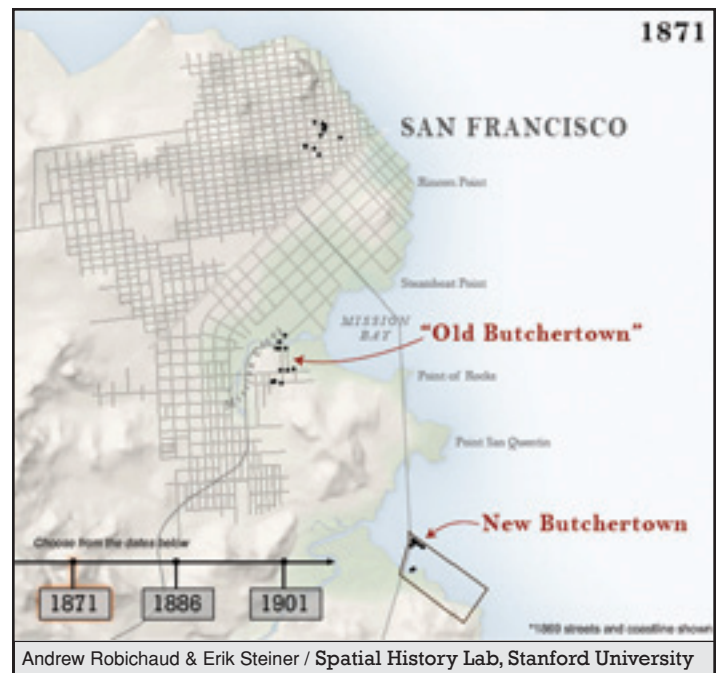 1871
SAN FRANCISCO
Rincon Point
Steamboat Point
MISSION
BAY
"Old Butchertown"
Point of Rocks
Point San Quentin
New Butchertown
Choose from the dates below
1871
1886
1901
*1869 streets and coastline shown
Andrew Robichaud & Erik Steiner / Spatial History Lab, Stanford University